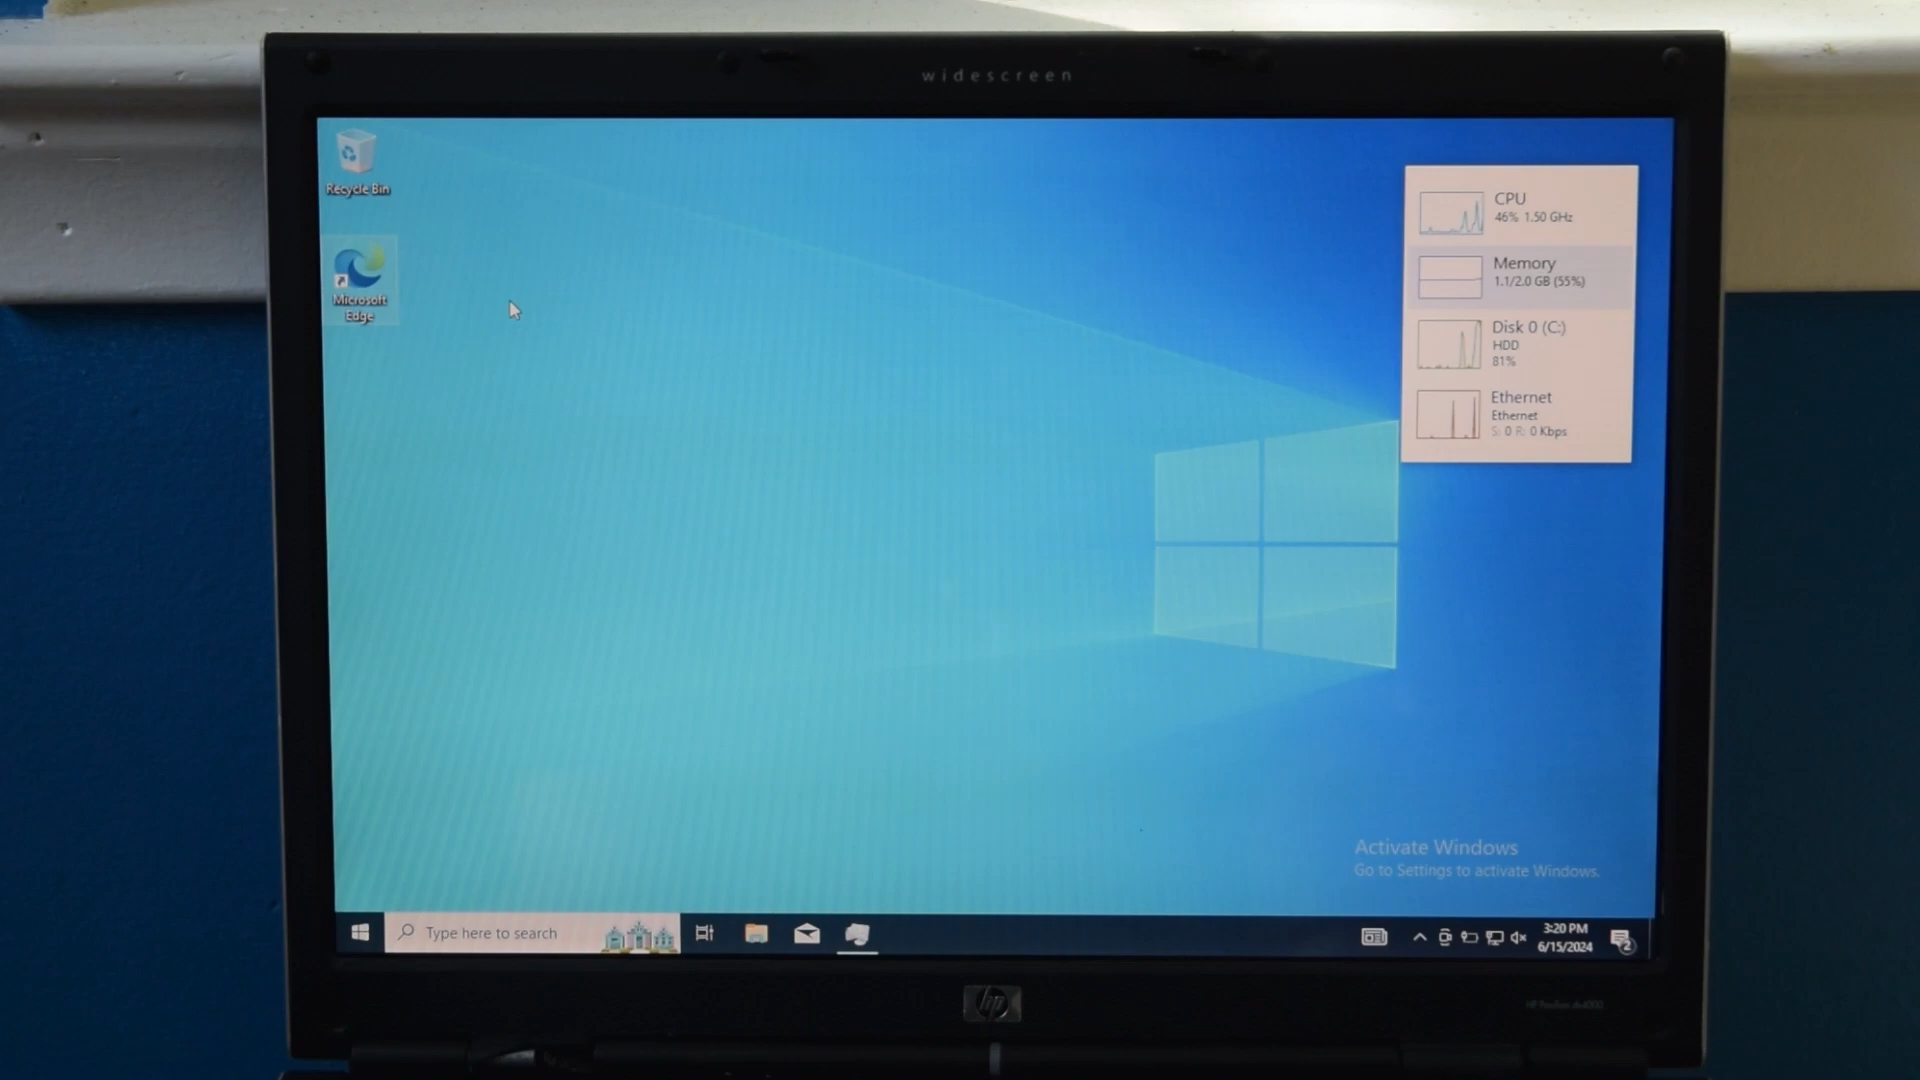 widescreen
Recycle Bin
Microsoft
Edge
CPU
46% 1.50 GHz
Memory
1.1/2.0 GB (55%)
Disk 0 (C:)
HDD
81%
Ethernet
Ethernet
S: 0 R: 0 Kbps
Activate Windows
Go to Settings to activate Windows.
Type here to search
3:20 PM
6/15/2024
2
hp